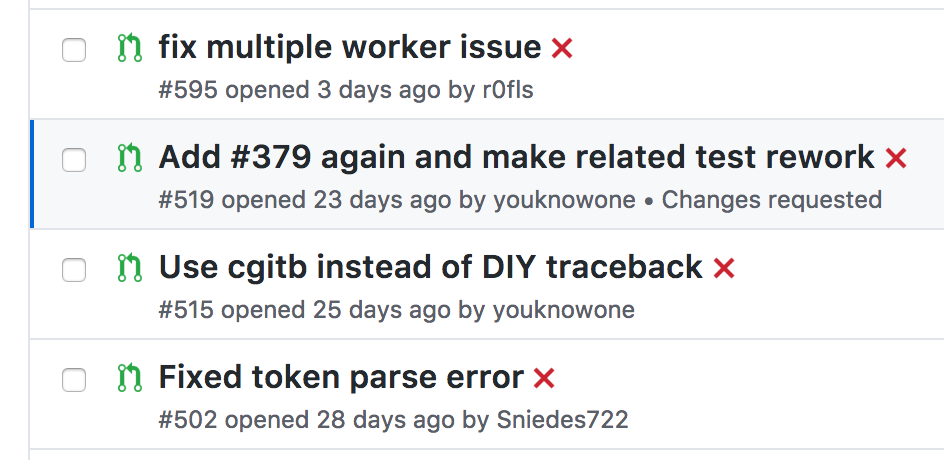 fix multiple worker issue
#595 opened 3 days ago by r0fls
Add #379 again and make related test rework
#519 opened 23 days ago by youknowone • Changes requested
Use cgitb instead of DIY traceback
#515 opened 25 days ago by youknowone
Fixed token parse error
#502 opened 28 days ago by Sniedes722